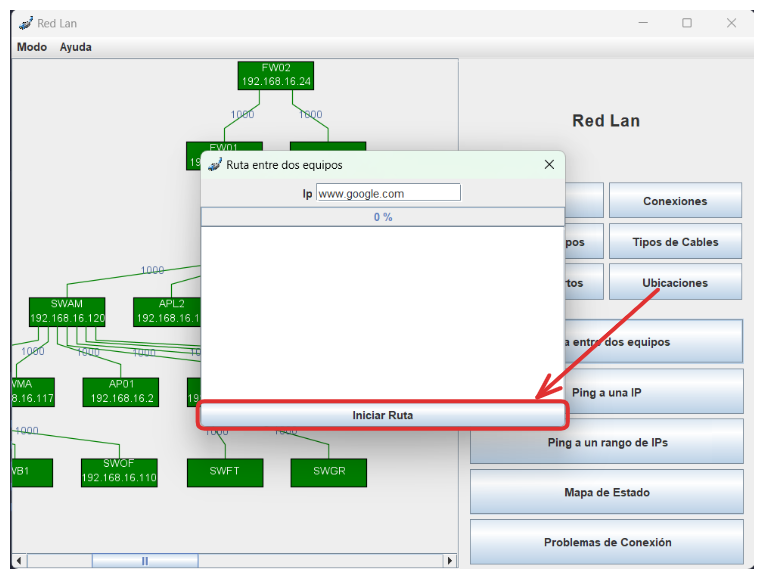 Red Lan
Modo Ayuda
FW02
192.168.16.24
1000 1000
FW01
19
Ruta entre dos equipos
Ip www.google.com
0 %
Iniciar Ruta
Red Lan
Conexiones
pos
Tipos de Cables
tos
Ubicaciones
a entre dos equipos
Ping a una IP
Ping a un rango de IPs
Mapa de Estado
Problemas de Conexión
1000
SWAM
192.168.16.120
APL2
192.168.16.1
1000 1000 1000 10
WMA
8.16.117
AP01
192.168.16.2
19
1000 1000 1000
WB1
SWOF
192.168.16.110
SWFT
SWGR